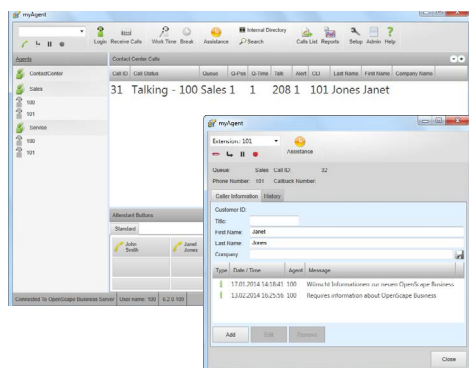 myAgent
Login Receive Calls Work Time Break Assistance Internal Directory Search Calls List Reports Setup Admin Help
Agents
ContactCenter
Sales
100
101
Service
100
101
Contact Center Calls
Call ID Call Status Queue Q-Pos Q-Time Talk Alert CLI Last Name First Name Company Name
31 Talking - 100 Sales 1 1 208 1 101 Jones Janet
Attendant Buttons
Standard
John Smith
Janet Jones
Connected To OpenScape Business Server User name: 100 6.2.0.100
myAgent
Extension: 101
Assistance
Queue: Sales Call ID: 32
Phone Number: 101 Callback Number:
Caller Information History
Customer ID:
Title:
First Name: Janet
Last Name Jones
Company
Type Date / Time Agent Message
17.01.2014 14:18:41 100 Wünscht Informationen zur neuen OpenScape Business
13.02.2014 16:25:56 100 Requires information about OpenScape Business
Add Edit Remove
Close